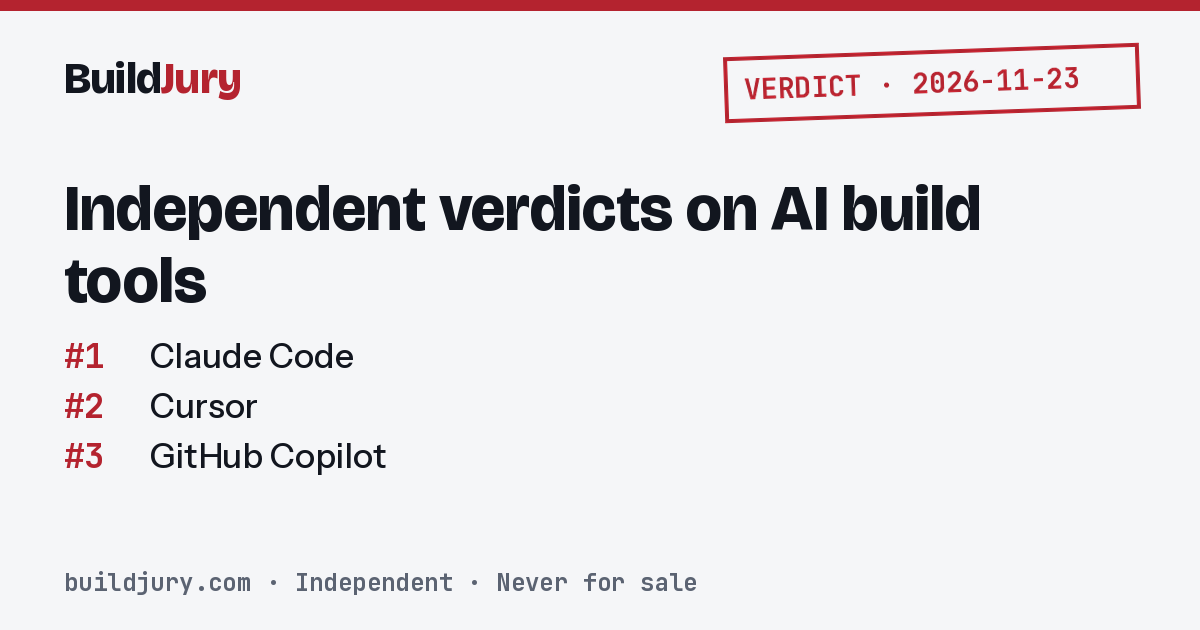 BuildJury
VERDICT · 2026-11-23
Independent verdicts on AI build
tools
#1 Claude Code
#2 Cursor
#3 GitHub Copilot
buildjury.com · Independent · Never for sale